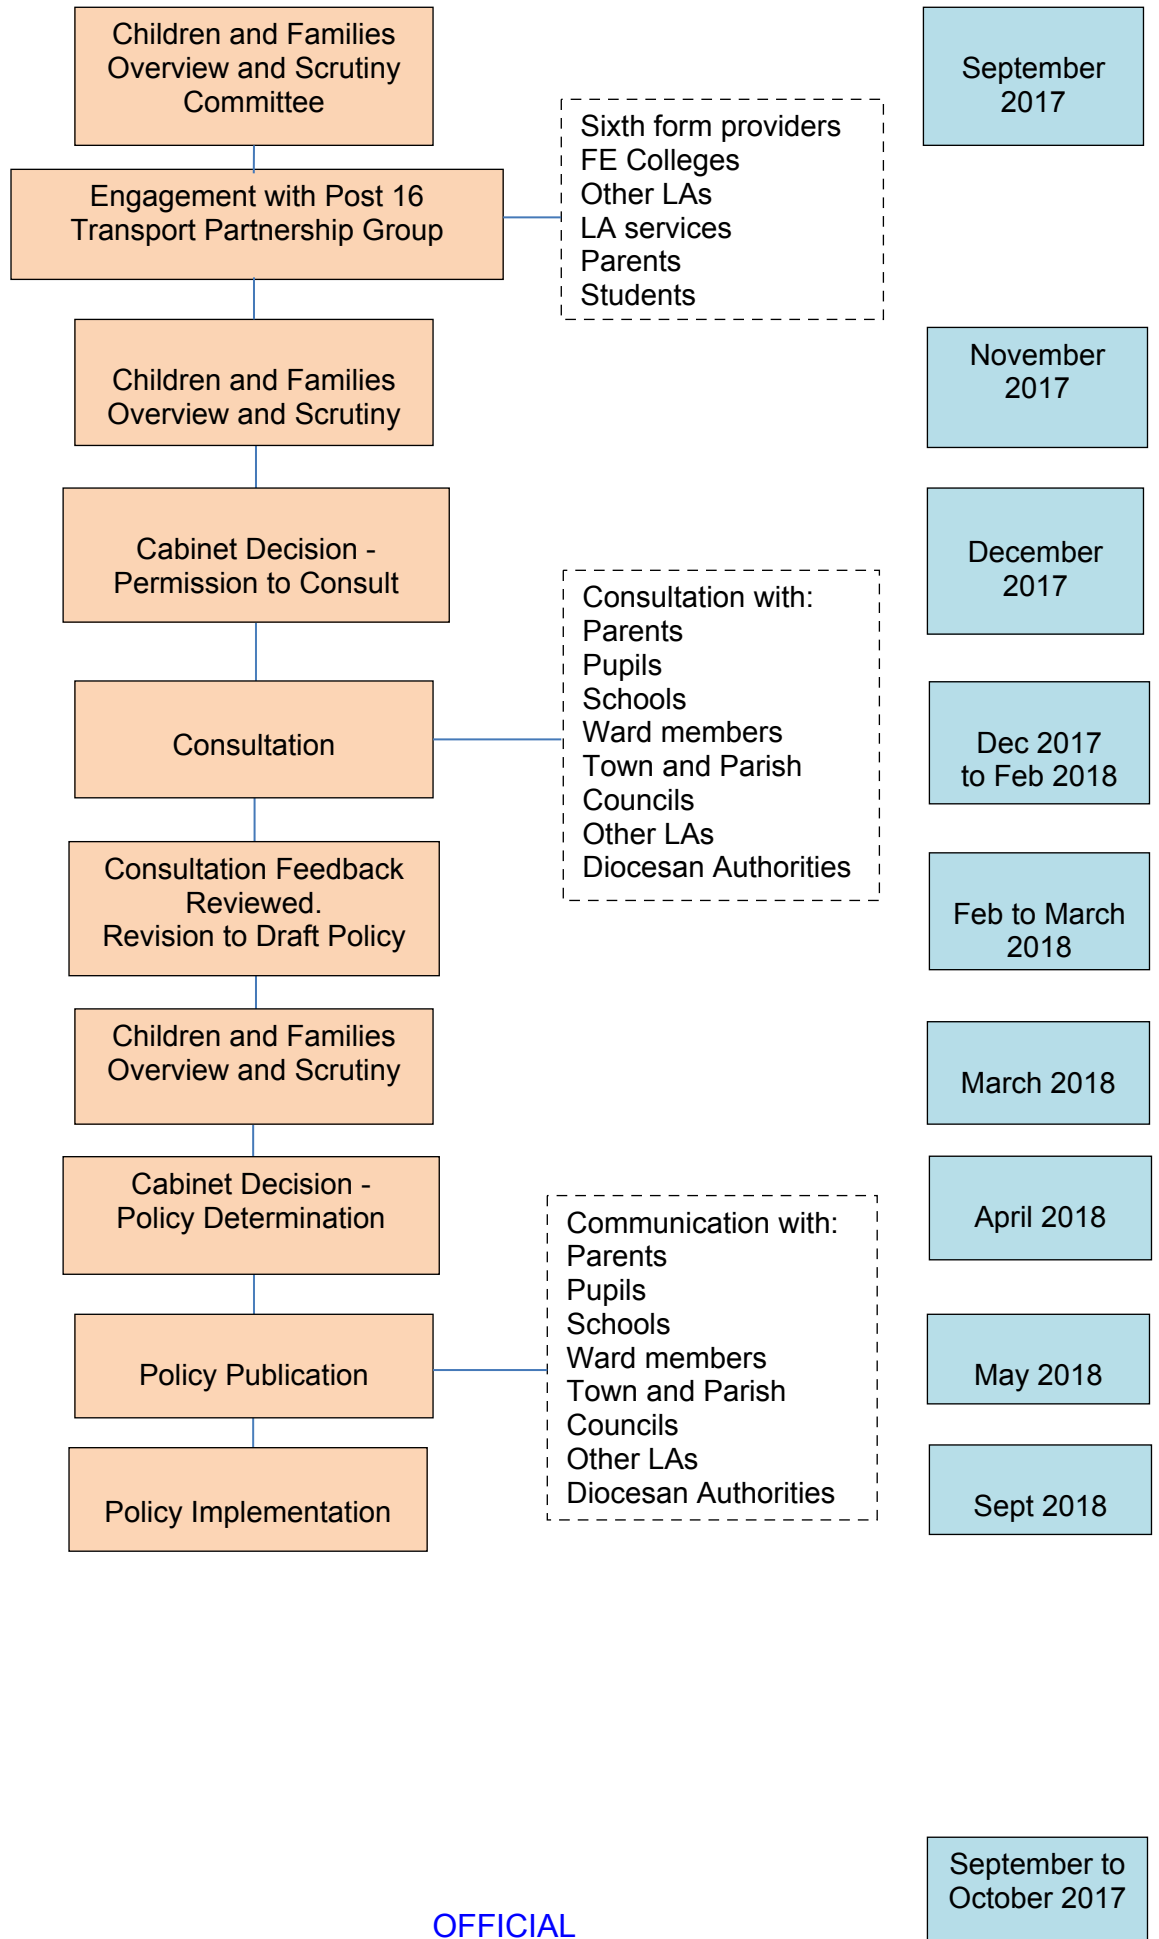 Children and Families
Overview and Scrutiny
Committee
September
2017
Engagement with Post 16
Transport Partnership Group
Sixth form providers
FE Colleges
Other LAs
LA services
Parents
Students
Children and Families
Overview and Scrutiny
November
2017
Cabinet Decision -
Permission to Consult
December
2017
Consultation
Consultation with:
Parents
Pupils
Schools
Ward members
Town and Parish
Councils
Other LAs
Diocesan Authorities
Dec 2017
to Feb 2018
Consultation Feedback
Reviewed.
Revision to Draft Policy
Feb to March
2018
Children and Families
Overview and Scrutiny
March 2018
Cabinet Decision -
Policy Determination
April 2018
Policy Publication
Communication with:
Parents
Pupils
Schools
Ward members
Town and Parish
Councils
Other LAs
Diocesan Authorities
May 2018
Policy Implementation
Sept 2018
September to
October 2017
OFFICIAL